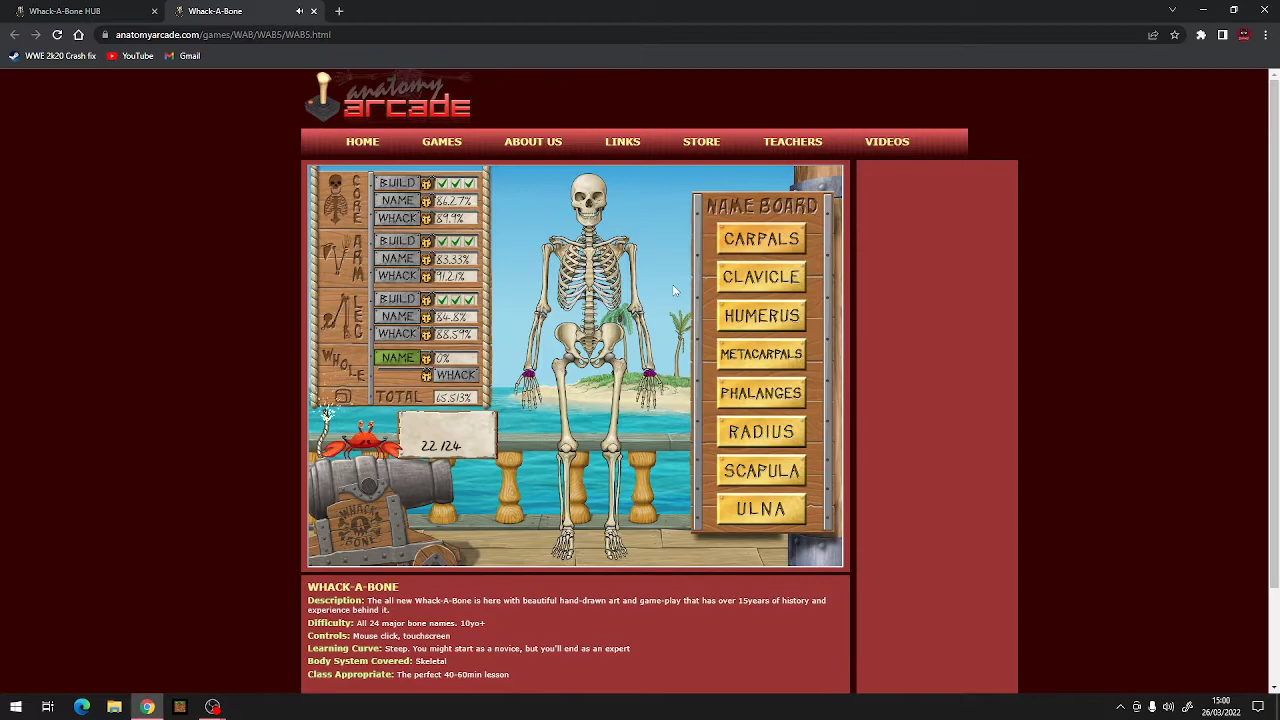 Whack-A-Bone HUB
Whack-A-Bone
anatomyarcade.com/games/WAB/WAB5/WAB5.html
WWE 2k20 Crash fix YouTube Gmail
anatomy
arcade
HOME GAMES ABOUT US LINKS STORE TEACHERS VIDEOS
CORE
BUILD
NAME 86.27%
WHACK 89.9%
ARM
BUILD
NAME 83.33%
WHACK 91.21%
LEG
BUILD
NAME 84.8%
WHACK 88.59%
WHOLE
NAME 0%
WHACK
TOTAL 65.513%
22/24
WHACK
A
BONE
NAME BOARD
CARPALS
CLAVICLE
HUMERUS
METACARPALS
PHALANGES
RADIUS
SCAPULA
ULNA
WHACK-A-BONE
Description: The all new Whack-A-Bone is here with beautiful hand-drawn art and game-play that has over 15years of history and
experience behind it.
Difficulty: All 24 major bone names. 10yo+
Controls: Mouse click, touchscreen
Learning Curve: Steep. You might start as a novice, but you'll end as an expert
Body System Covered: Skeletal
Class Appropriate: The perfect 40-60min lesson
15:00
26/03/2022